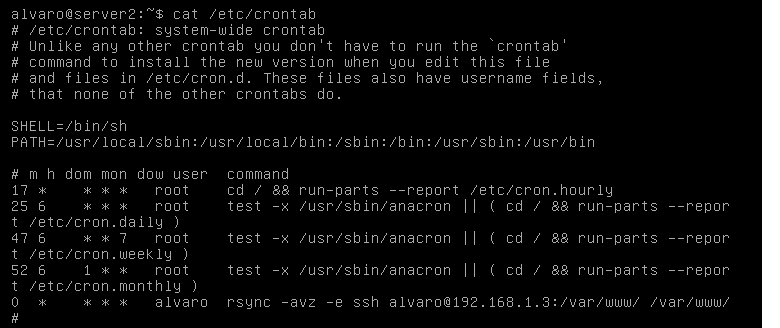 alvaro@server2:~$ cat /etc/crontab
# /etc/crontab: system-wide crontab
# Unlike any other crontab you don't have to run the `crontab'
# command to install the new version when you edit this file
# and files in /etc/cron.d. These files also have username fields,
# that none of the other crontabs do.

SHELL=/bin/sh
PATH=/usr/local/sbin:/usr/local/bin:/sbin:/bin:/usr/sbin:/usr/bin

# m h dom mon dow user  command
17 *    * * *   root    cd / && run-parts --report /etc/cron.hourly
25 6    * * *   root    test -x /usr/sbin/anacron || ( cd / && run-parts --repor
t /etc/cron.daily )
47 6    * * 7   root    test -x /usr/sbin/anacron || ( cd / && run-parts --repor
t /etc/cron.weekly )
52 6    1 * *   root    test -x /usr/sbin/anacron || ( cd / && run-parts --repor
t /etc/cron.monthly )
0  *    * * *   alvaro  rsync -avz -e ssh alvaro@192.168.1.3:/var/www/ /var/www/
#